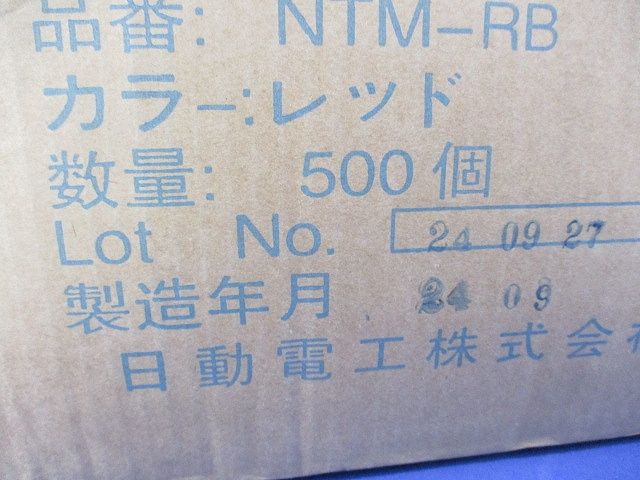 品番: NTM-RB
カラー:レッド
数量: 500個
Lot No. 24 09 27
製造年月 24 09
日動電工株式会